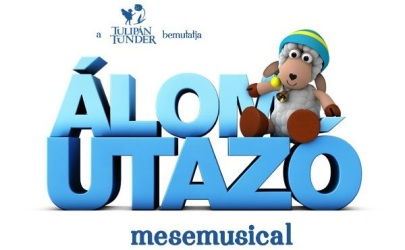 a TULIPÁN TÜNDÉR bemutatja
ÁLOM
UTAZÓ
mesemusical